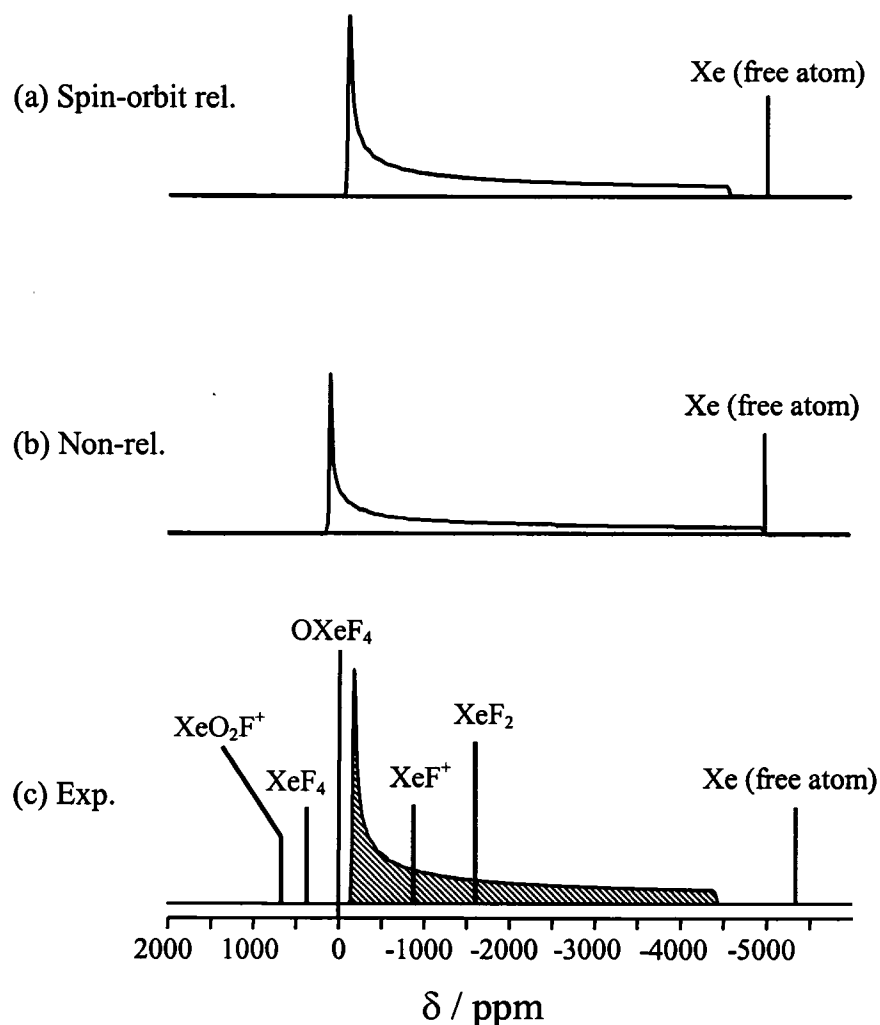 (a) Spin-orbit rel.
Xe (free atom)
(b) Non-rel.
Xe (free atom)
(c) Exp.
XeO₂F⁺
XeF₄
OXeF₄
XeF⁺
XeF₂
Xe (free atom)
2000 1000 0 -1000 -2000 -3000 -4000 -5000
δ / ppm